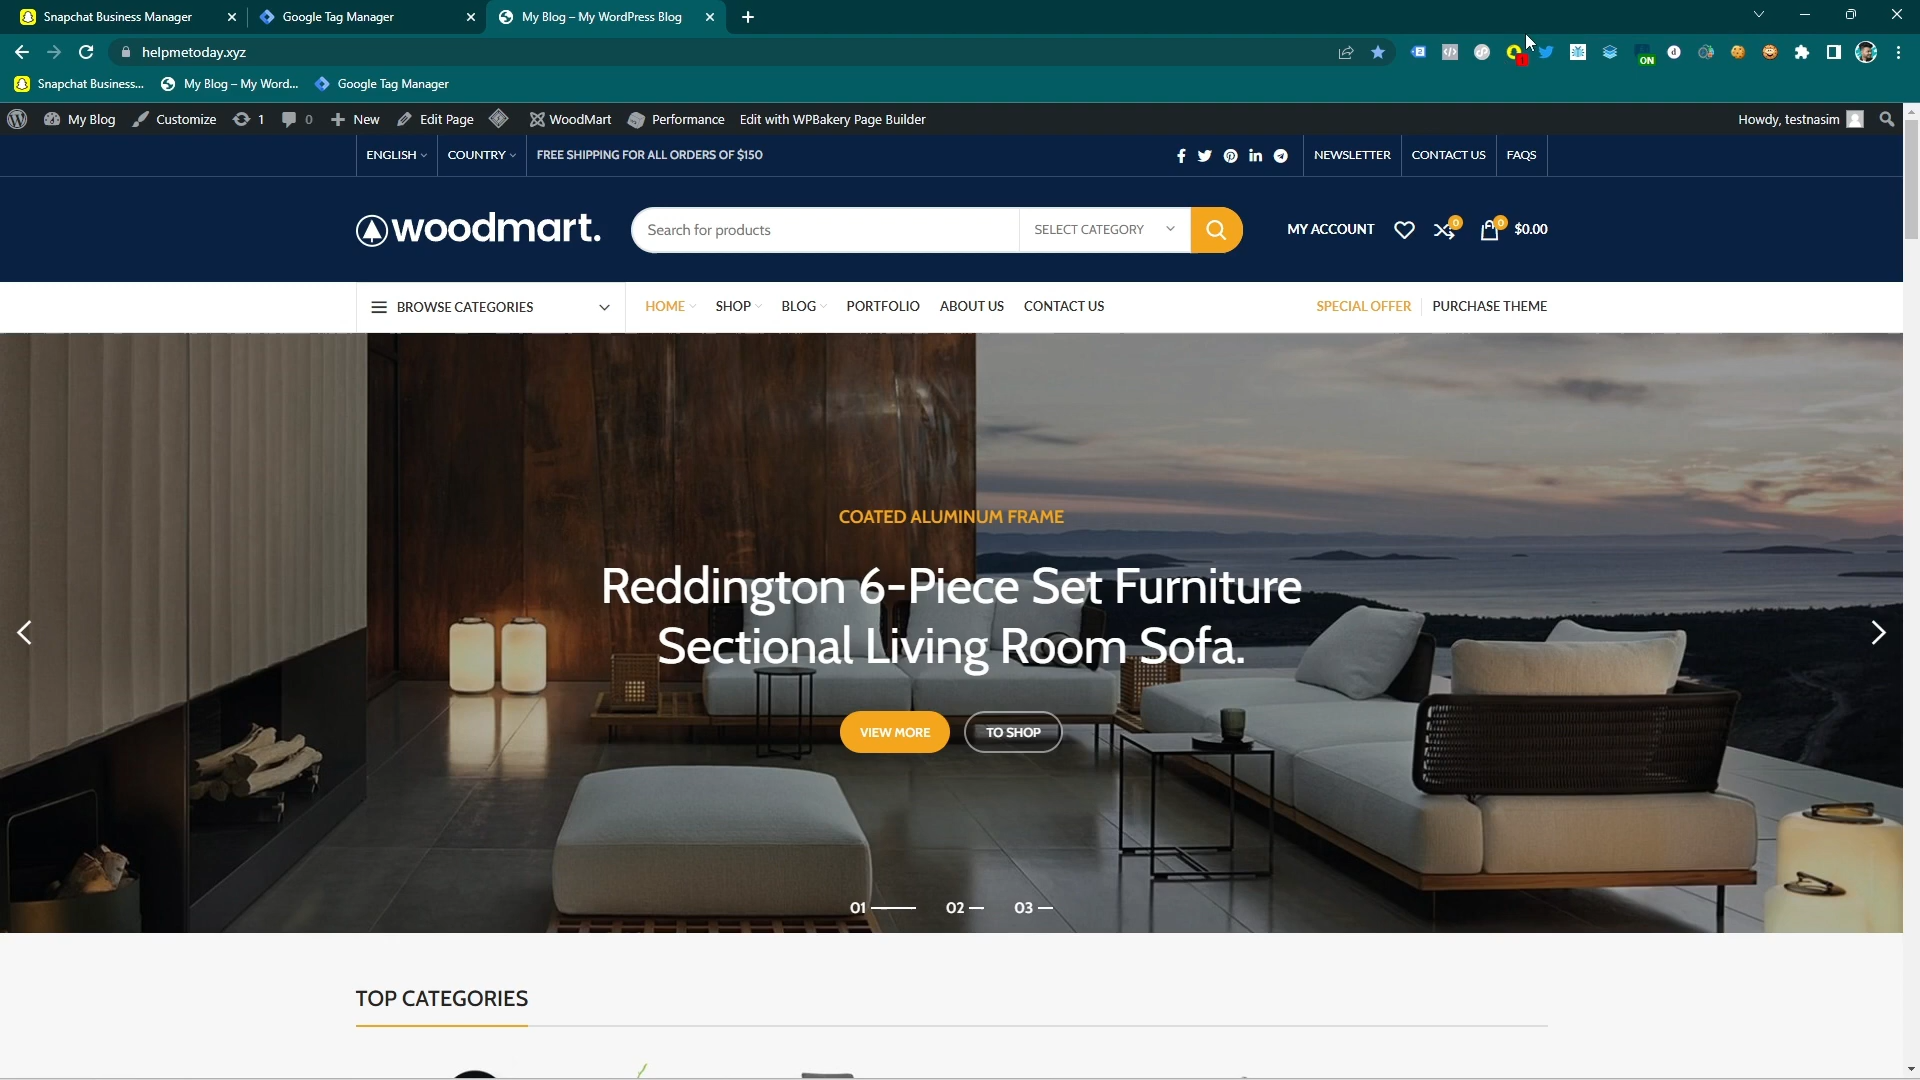 Snapchat Business Manager
Google Tag Manager
My Blog – My WordPress Blog
helpmetoday.xyz
1
ON
Snapchat Business...
My Blog – My Word...
Google Tag Manager
My Blog
Customize
1
0
New
Edit Page
WoodMart
Performance
Edit with WPBakery Page Builder
Howdy, testnasim
ENGLISH
COUNTRY
FREE SHIPPING FOR ALL ORDERS OF $150
NEWSLETTER
CONTACT US
FAQS
woodmart.
Search for products
SELECT CATEGORY
MY ACCOUNT
0
0
$0.00
BROWSE CATEGORIES
HOME
SHOP
BLOG
PORTFOLIO
ABOUT US
CONTACT US
SPECIAL OFFER
PURCHASE THEME
COATED ALUMINUM FRAME
Reddington 6-Piece Set Furniture
Sectional Living Room Sofa.
VIEW MORE
TO SHOP
01
02
03
TOP CATEGORIES